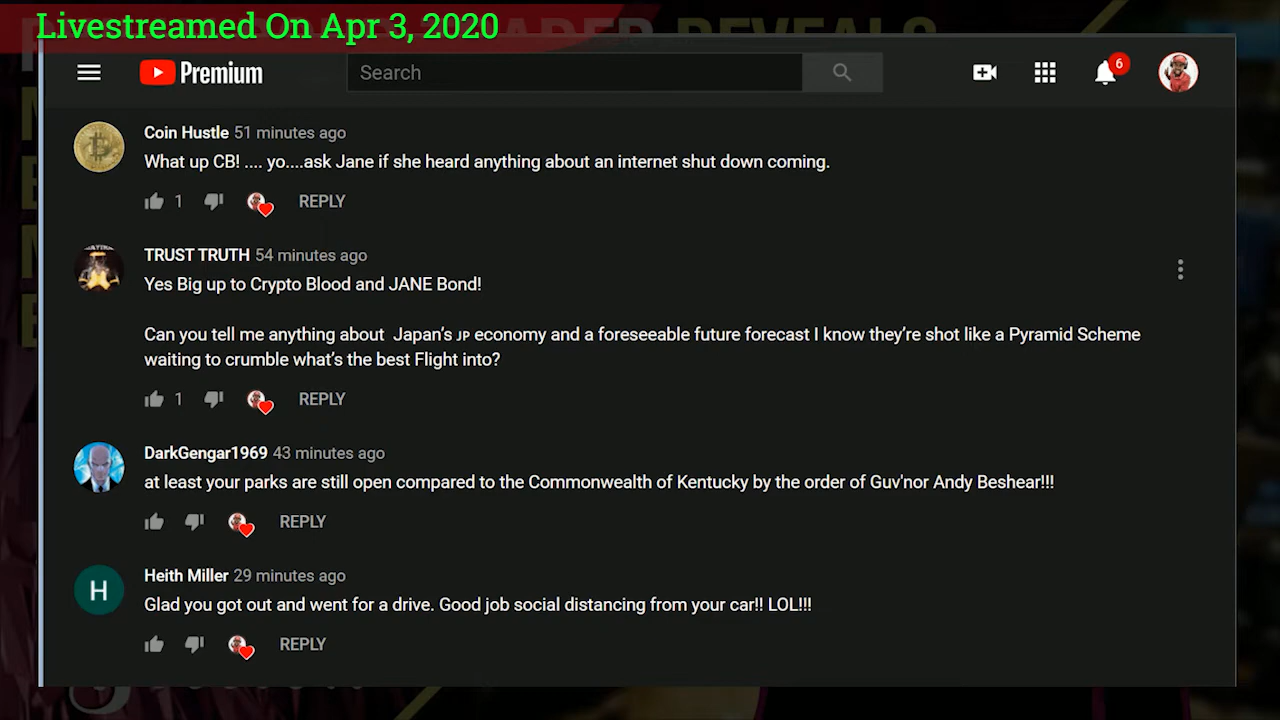 Livestreamed On Apr 3, 2020
Premium
Search
6
Coin Hustle 51 minutes ago
What up CB! .... yo....ask Jane if she heard anything about an internet shut down coming.
1 REPLY
TRUST TRUTH 54 minutes ago
Yes Big up to Crypto Blood and JANE Bond!
Can you tell me anything about Japan's JP economy and a foreseeable future forecast I know they're shot like a Pyramid Scheme
waiting to crumble what's the best Flight into?
1 REPLY
DarkGengar1969 43 minutes ago
at least your parks are still open compared to the Commonwealth of Kentucky by the order of Guv'nor Andy Beshear!!!
REPLY
H
Heith Miller 29 minutes ago
Glad you got out and went for a drive. Good job social distancing from your car!! LOL!!!
REPLY